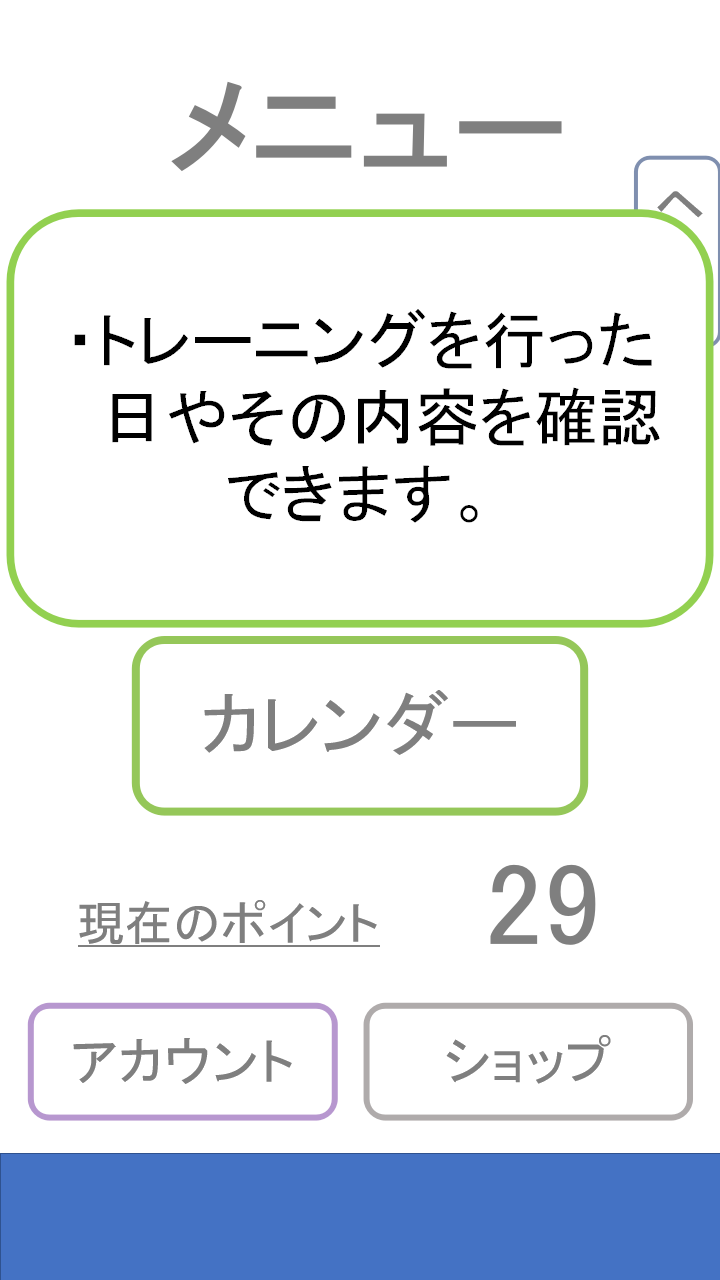 メニュー
・トレーニングを行った
日やその内容を確認
できます。
カレンダー
現在のポイント 29
アカウント ショップ